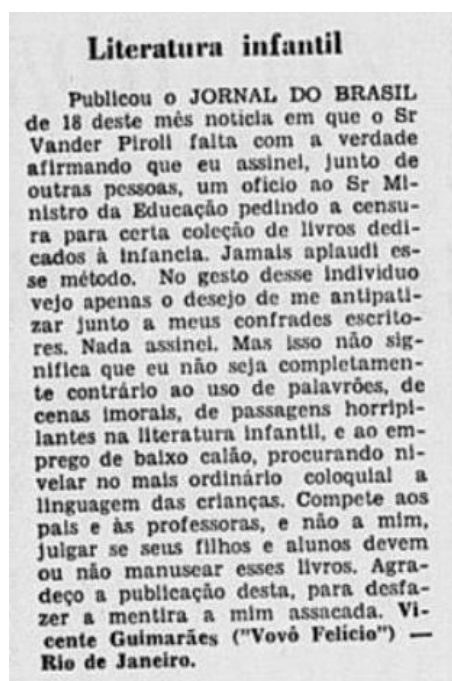 Literatura infantil
Publicou o JORNAL DO BRASIL
de 18 deste mês noticia em que o Sr
Vander Piroli falta com a verdade
afirmando que eu assinei, junto de
outras pessoas, um oficio ao Sr Mi-
nistro da Educação pedindo a censu-
ra para certa coleção de livros dedi-
cados à infancia. Jamais aplaudi es-
se método. No gesto desse individuo
vejo apenas o desejo de me antipati-
zar junto a meus confrades escrito-
res. Nada assinei. Mas isso não sig-
nifica que eu não seja completamen-
te contrário ao uso de palavrões, de
cenas imorais, de passagens horripi-
lantes na literatura infantil, e ao em-
prego de baixo calão, procurando ni-
velar no mais ordinário coloquial a
linguagem das crianças. Compete aos
pais e às professoras, e não a mim,
julgar se seus filhos e alunos devem
ou não manusear esses livros. Agra-
deço a publicação desta, para desfa-
zer a mentira a mim assacada. Vi-
cente Guimarães ("Vovô Felicio") —
Rio de Janeiro.